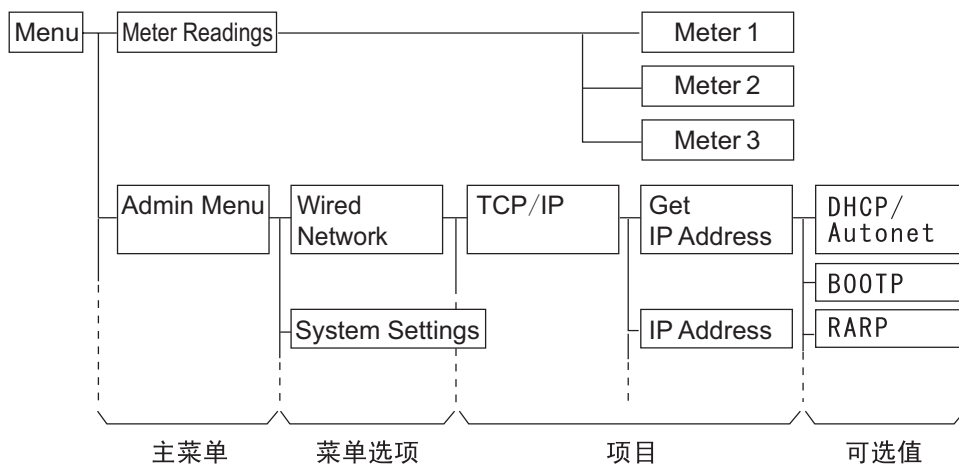 Menu
Meter Readings
Meter 1
Meter 2
Meter 3
Admin Menu
Wired
Network
TCP/IP
Get
IP Address
DHCP/
Autonet
BOOTP
System Settings
IP Address
RARP
主菜单
菜单选项
项目
可选值